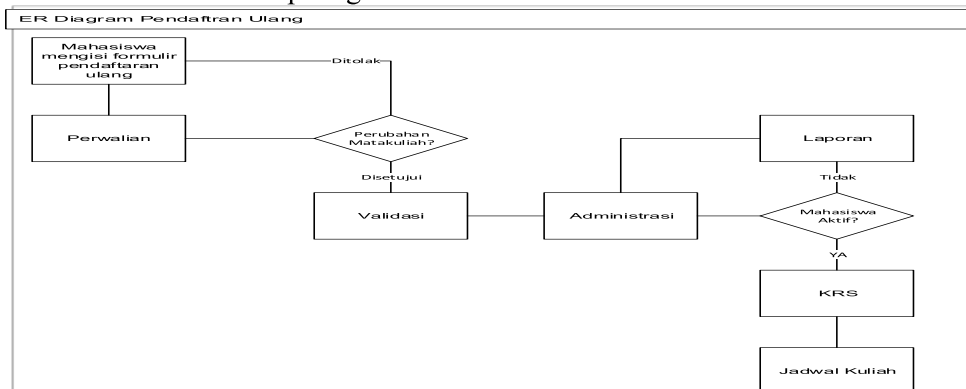 ER Diagram Pendaftran Ulang
Mahasiswa
mengisi formulir
pendaftaran
ulang
Ditolak
Perwalian
Perubahan
Matakuliah?
Laporan
Disetujui
Tidak
Validasi
Administrasi
Mahasiswa
Aktif?
YA
KRS
Jadwal Kuliah